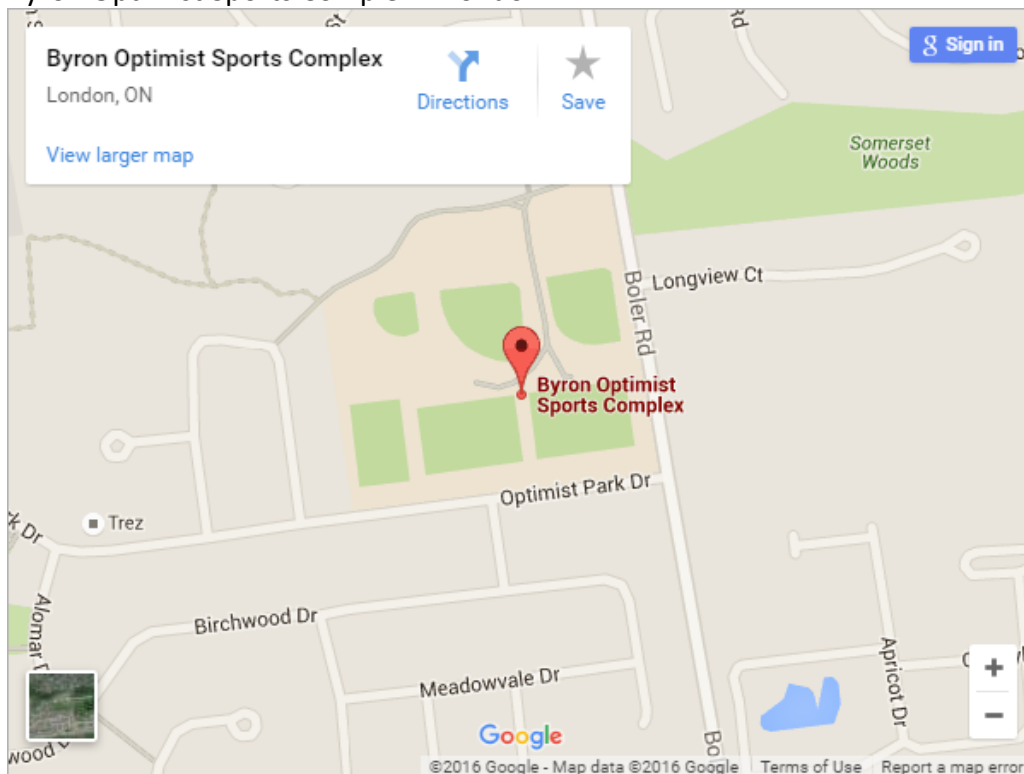 Byron Optimist Sports Complex
London, ON
Directions
Save
View larger map
Sign in
Somerset
Woods
Longview Ct
Boler Rd
Byron Optimist
Sports Complex
Optimist Park Dr
Trez
Birchwood Dr
Alomar
Meadowvale Dr
Apricot Dr
Google
©2016 Google - Map data ©2016 Google
Terms of Use
Report a map error